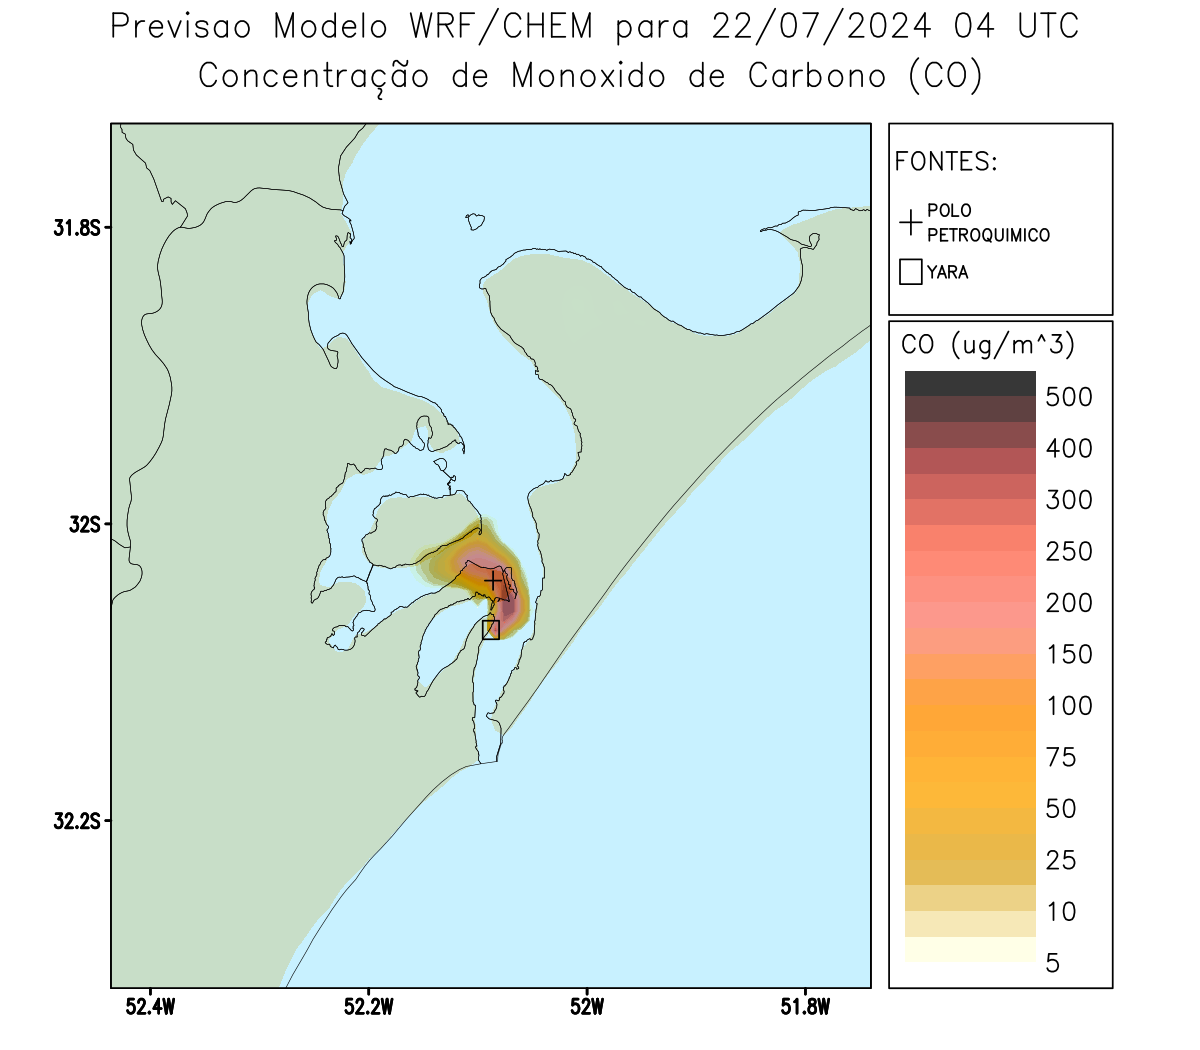 Previsao Modelo WRF/CHEM para 22/07/2024 04 UTC
Concentração de Monoxido de Carbono (CO)
FONTES:
POLO
PETROQUIMICO
YARA
CO (ug/m^3)
500
400
300
250
200
150
100
75
50
25
10
5
31.8S
32S
32.2S
52.4W
52.2W
52W
51.8W